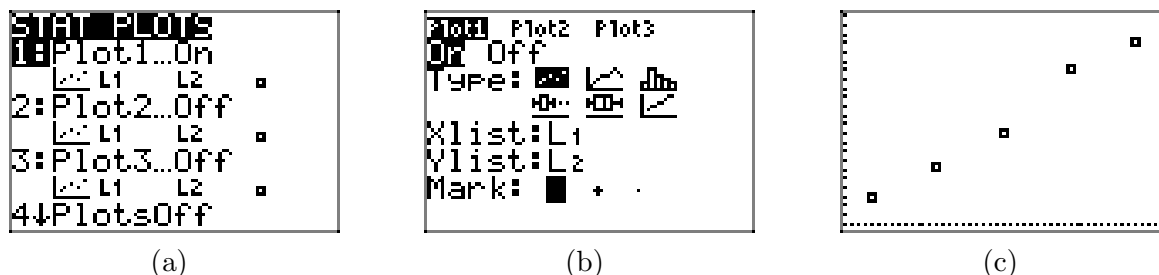 STAT PLOTS
1:Plot1...On
L1 L2
2:Plot2...Off
L1 L2
3:Plot3...Off
L1 L2
4↓PlotsOff
(a)
Plot1 Plot2 Plot3
On Off
Type:
Xlist:L1
Ylist:L2
Mark: + ·
(b)
(c)